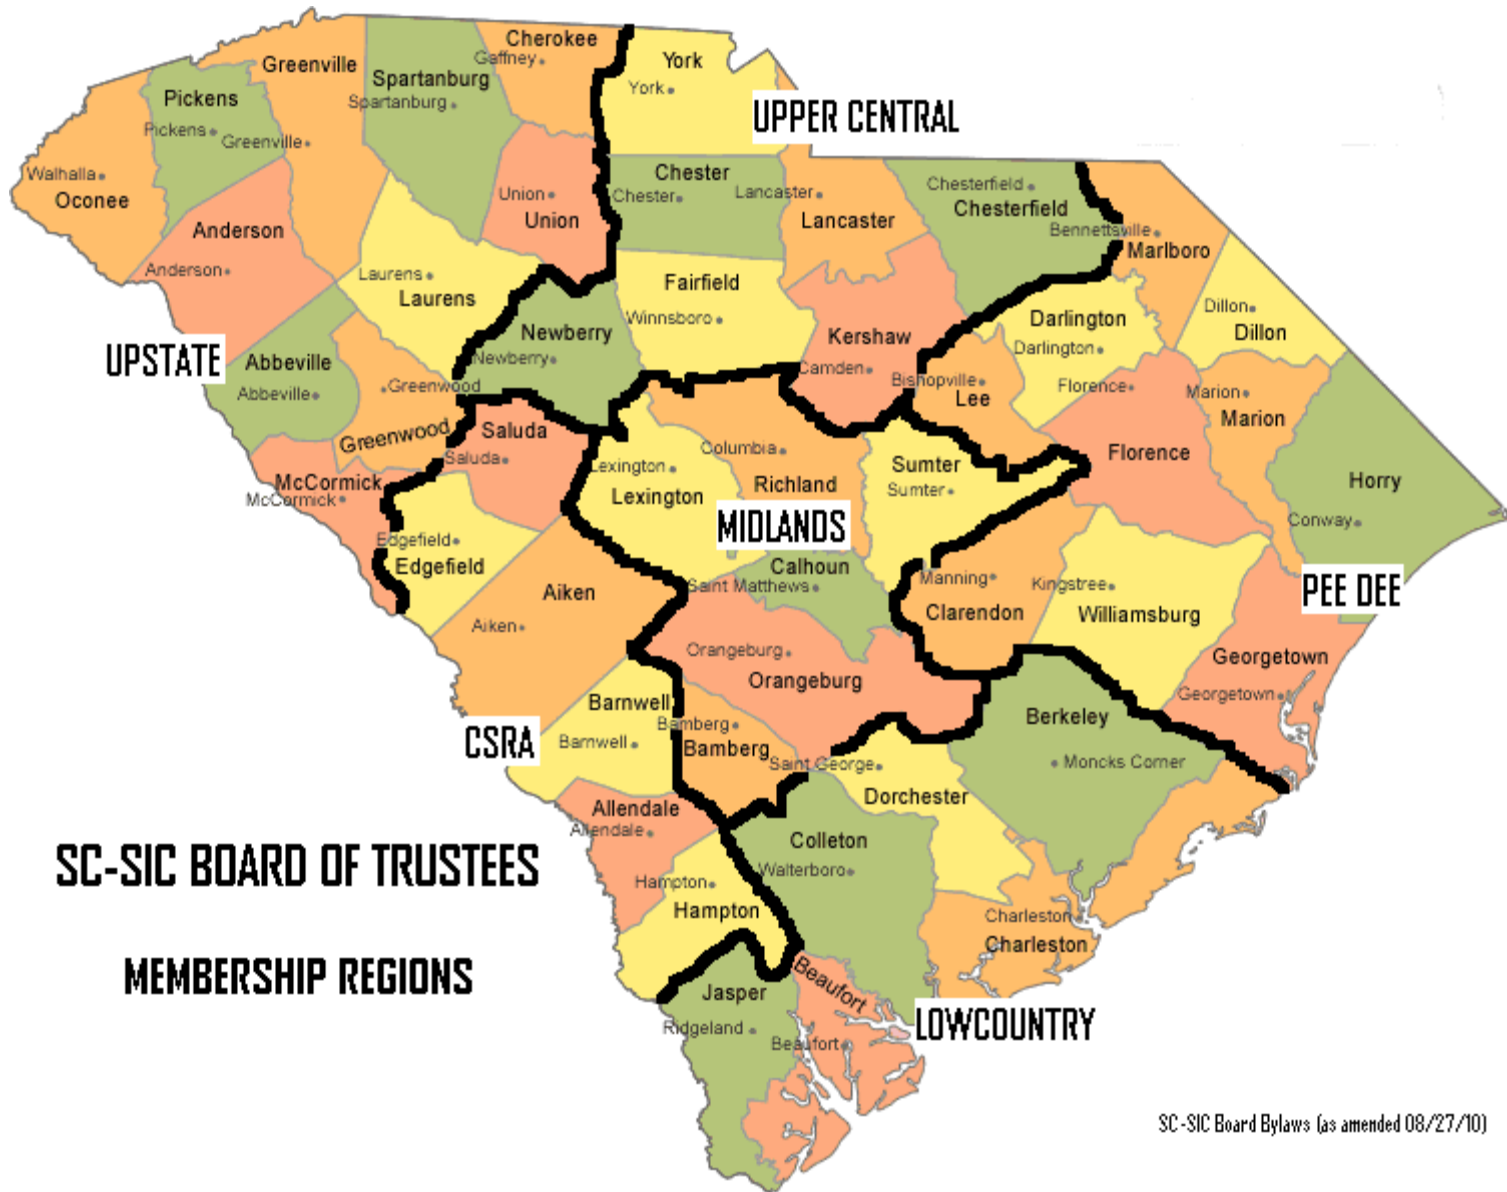 Cherokee
Gaffney
Greenville
Spartanburg
Spartanburg
York
York
Pickens
Pickens
Greenville
UPPER CENTRAL
Walhalla
Oconee
Union
Union
Chester
Chester
Lancaster
Lancaster
Chesterfield
Chesterfield
Bennettsville
Marlboro
Anderson
Anderson
Laurens
Laurens
Fairfield
Winnsboro
Kershaw
Camden
Darlington
Darlington
Dillon
Dillon
UPSTATE
Abbeville
Abbeville
Greenwood
Greenwood
Newberry
Newberry
Bishopville
Lee
Florence
Florence
Marion
Marion
Saluda
Saluda
McCormick
McCormick
Columbia
Richland
Lexington
Lexington
Sumter
Sumter
Horry
Conway
MIDLANDS
Edgefield
Edgefield
Aiken
Aiken
Calhoun
Saint Matthews
Manning
Clarendon
Kingstree
Williamsburg
PEE DEE
Orangeburg
Orangeburg
Georgetown
Georgetown
Barnwell
Barnwell
CSRA
Bamberg
Bamberg
Berkeley
Moncks Corner
Saint George
Dorchester
Allendale
Allendale
Colleton
Walterboro
SC-SIC BOARD OF TRUSTEES
Hampton
Hampton
Charleston
Charleston
MEMBERSHIP REGIONS
Jasper
Ridgeland
Beaufort
Beaufort
LOWCOUNTRY
SC-SIC Board Bylaws (as amended 08/27/10)